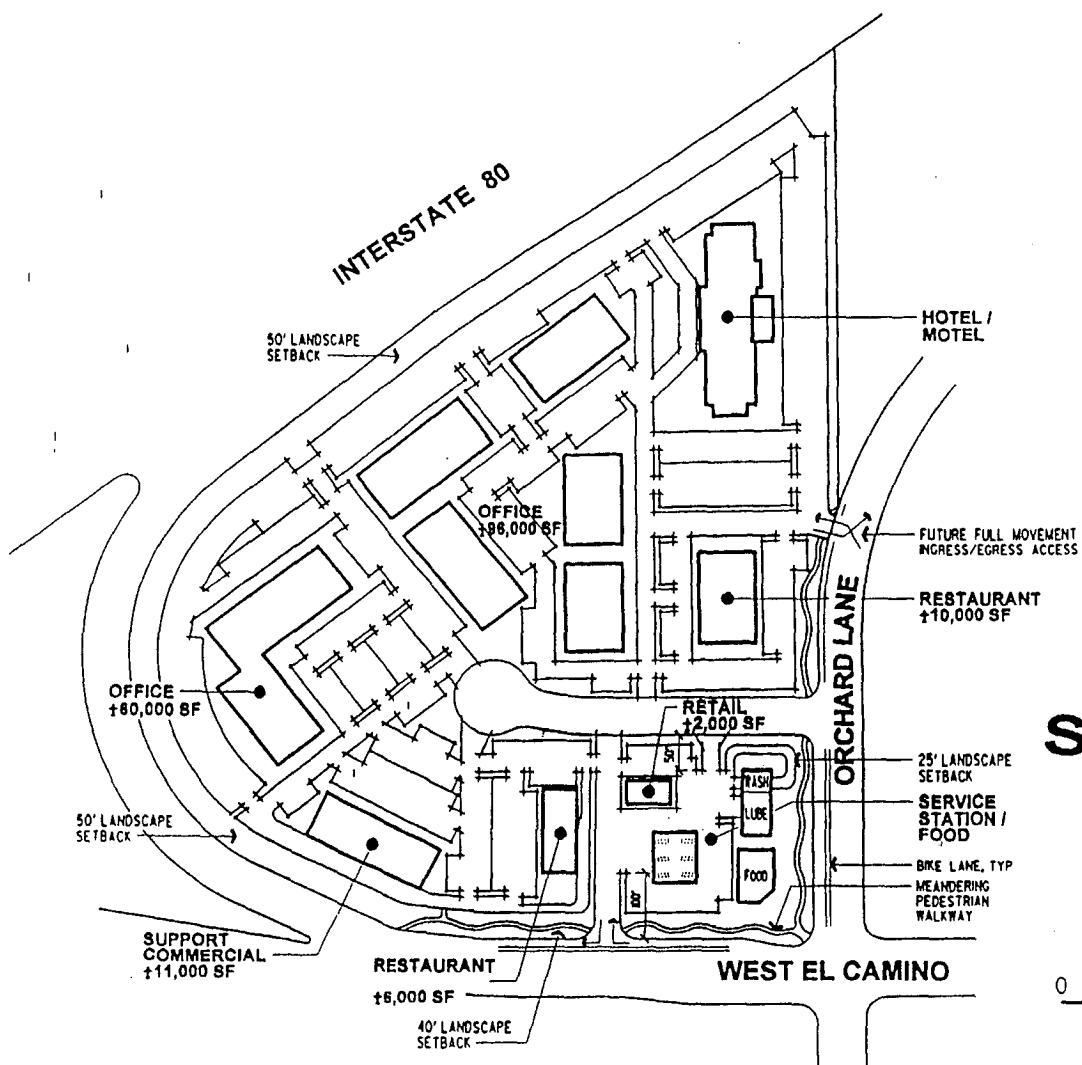 INTERSTATE 80
50' LANDSCAPE
SETBACK
HOTEL /
MOTEL
OFFICE
±96,000 SF
FUTURE FULL MOVEMENT
INGRESS/EGRESS ACCESS
RESTAURANT
±10,000 SF
ORCHARD LANE
OFFICE
±60,000 SF
RETAIL
±2,000 SF
S
50'
25' LANDSCAPE
SETBACK
WASH
LUBE
SERVICE
STATION /
FOOD
50' LANDSCAPE
SETBACK
FOOD
BIKE LANE, TYP
MEANDERING
PEDESTRIAN
WALKWAY
100'
SUPPORT
COMMERCIAL
±11,000 SF
RESTAURANT
±6,000 SF
WEST EL CAMINO
0
40' LANDSCAPE
SETBACK